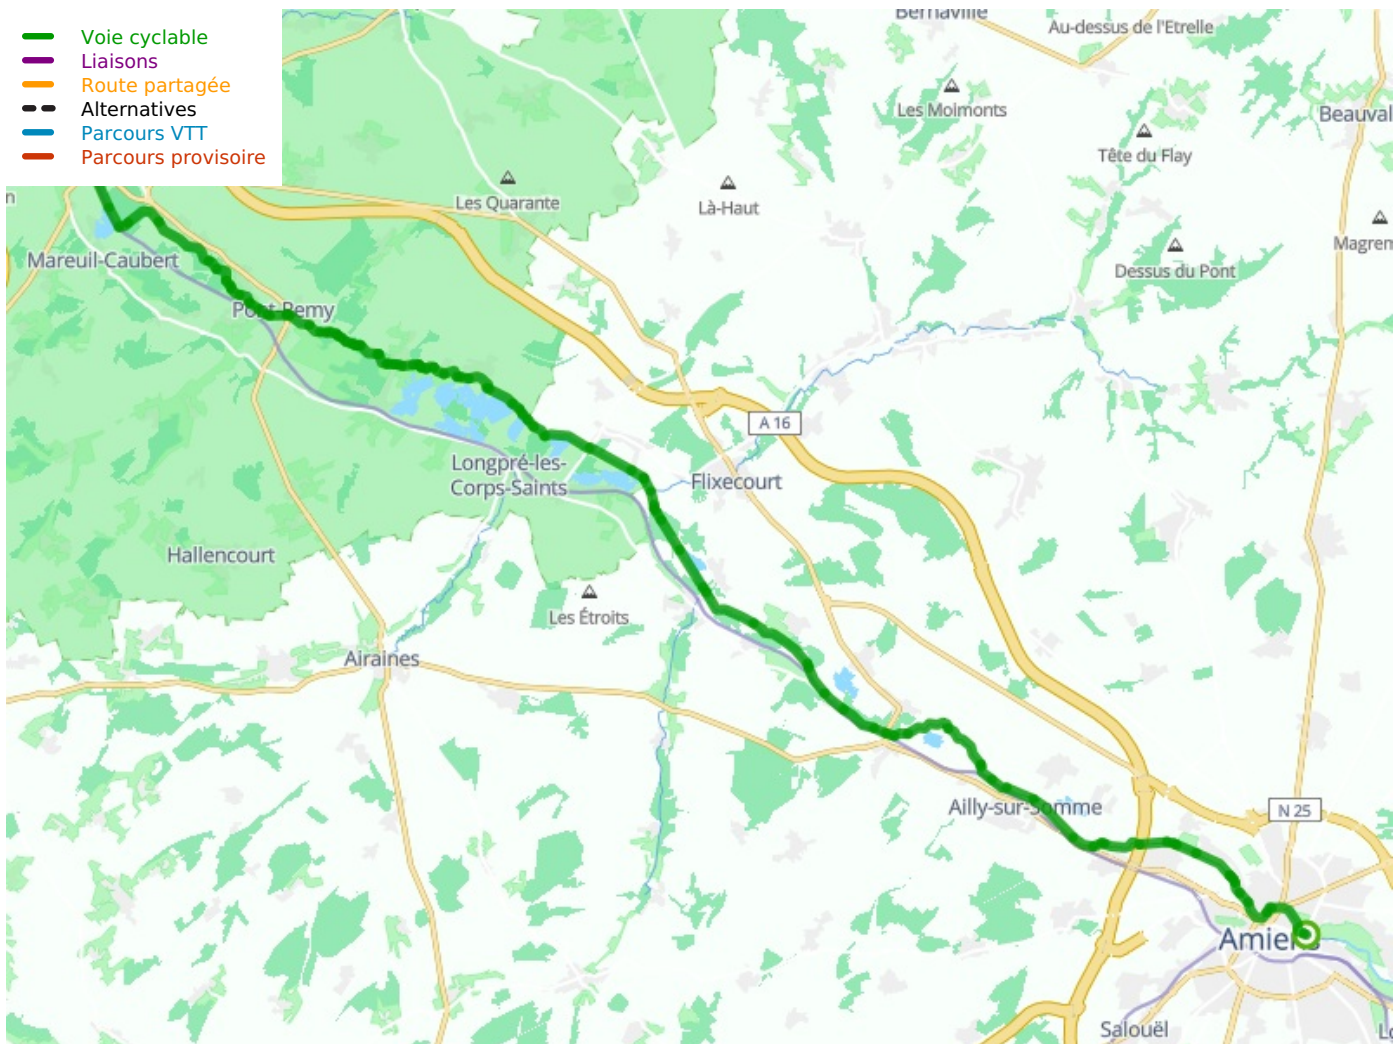 Voie cyclable
Liaisons
Route partagée
Alternatives
Parcours VTT
Parcours provisoire
Bernaville
Au-dessus de l'Etrelle
Les Moimonts
Beauval
Tête du Flay
Les Quarante
Là-Haut
n
Magrem
Mareuil-Caubert
Dessus du Pont
Pont-Remy
A 16
Longpré-les-
Corps-Saints
Flixecourt
Hallencourt
Les Étroits
Airaines
Ailly-sur-Somme
N 25
Amiens
Salouël